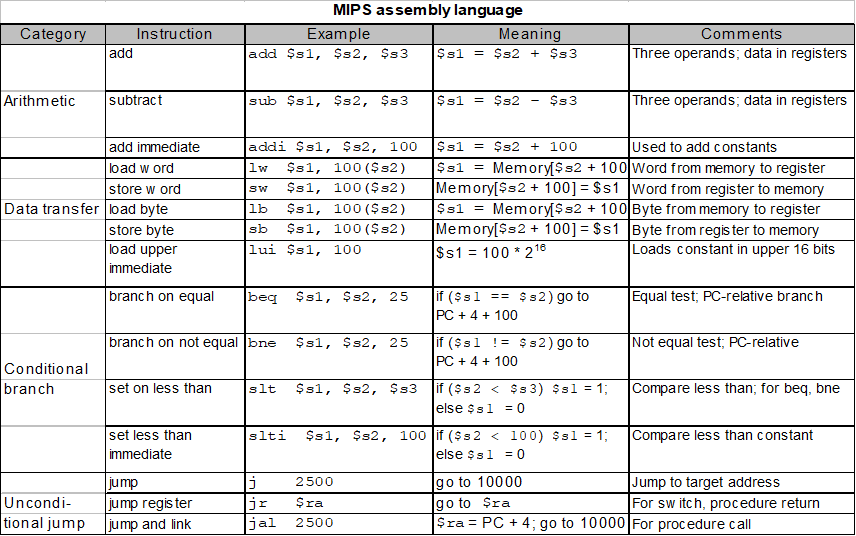 MIPS assembly language
Category Instruction Example Meaning Comments
add add $s1, $s2, $s3 $s1 = $s2 + $s3 Three operands; data in registers
Arithmetic subtract sub $s1, $s2, $s3 $s1 = $s2 - $s3 Three operands; data in registers
add immediate addi $s1, $s2, 100 $s1 = $s2 + 100 Used to add constants
load word lw $s1, 100($s2) $s1 = Memory[$s2 + 100 Word from memory to register
store word sw $s1, 100($s2) Memory[$s2 + 100] = $s1 Word from register to memory
Data transfer load byte lb $s1, 100($s2) $s1 = Memory[$s2 + 100 Byte from memory to register
store byte sb $s1, 100($s2) Memory[$s2 + 100] = $s1 Byte from register to memory
load upper lui $s1, 100 $s1 = 100 * 2^16 Loads constant in upper 16 bits
immediate
branch on equal beq $s1, $s2, 25 if ($s1 == $s2) go to Equal test; PC-relative branch
PC + 4 + 100
branch on not equal bne $s1, $s2, 25 if ($s1 != $s2) go to Not equal test; PC-relative
Conditional PC + 4 + 100
branch set on less than slt $s1, $s2, $s3 if ($s2 < $s3) $s1 = 1; Compare less than; for beq, bne
else $s1 = 0
set less than slti $s1, $s2, 100 if ($s2 < 100) $s1 = 1; Compare less than constant
immediate else $s1 = 0
jump j 2500 go to 10000 Jump to target address
Uncondi- jump register jr $ra go to $ra For switch, procedure return
tional jump jump and link jal 2500 $ra = PC + 4; go to 10000 For procedure call